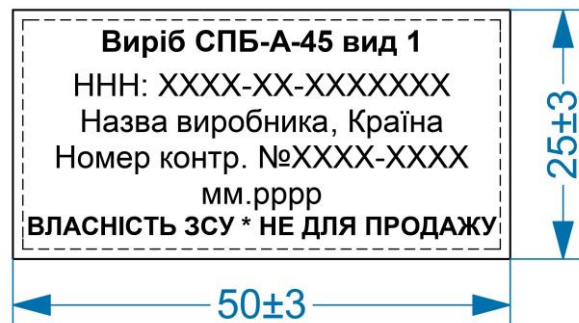 Виріб СПБ-А-45 вид 1
ННН: ХХХХ-ХХ-ХХХХХХХ
Назва виробника, Країна
Номер контр. №ХХХХ-ХХХХ
мм.рррр
ВЛАСНІСТЬ ЗСУ * НЕ ДЛЯ ПРОДАЖУ
25±3
50±3